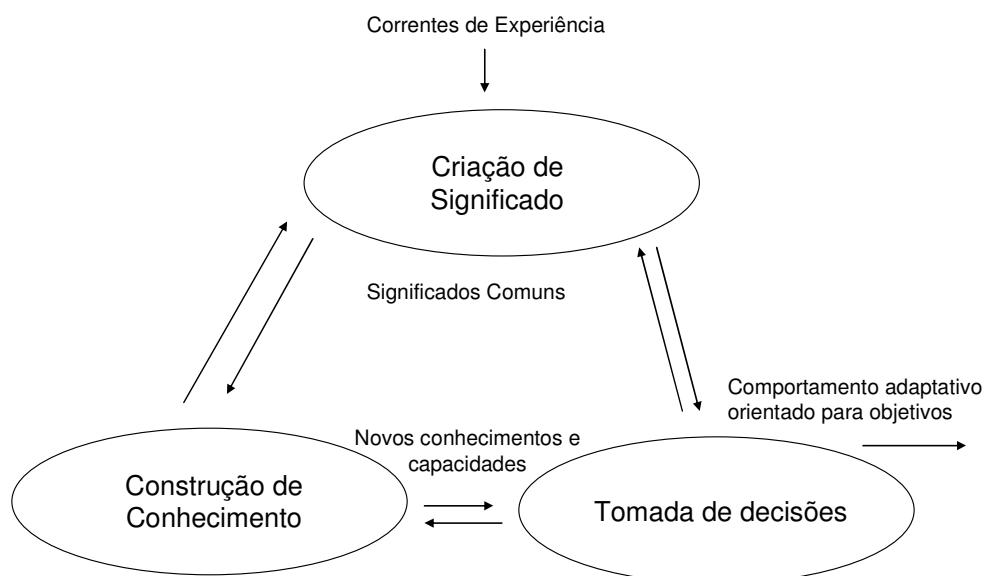 Correntes de Experiência
Criação de
Significado
Significados Comuns
Comportamento adaptativo
orientado para objetivos
Novos conhecimentos e
capacidades
Construção de
Conhecimento
Tomada de decisões